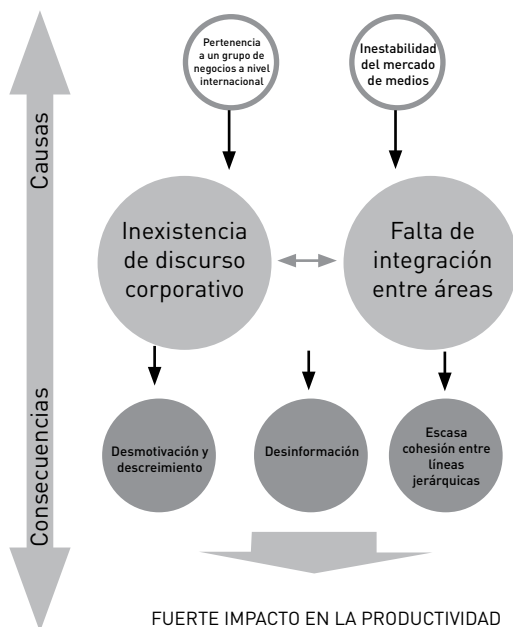 Causas
Pertenencia
a un grupo de
negocios a nivel
internacional
Inestabilidad
del mercado
de medios
Inexistencia
de discurso
corporativo
Falta de
integración
entre áreas
Consecuencias
Desmotivación y
descreimiento
Desinformación
Escasa
cohesión entre
líneas
jerárquicas
FUERTE IMPACTO EN LA PRODUCTIVIDAD